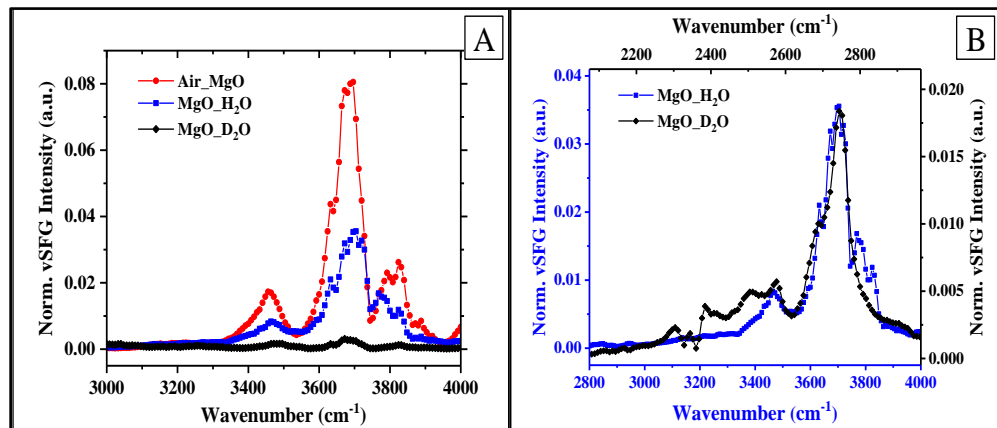 A
Air_MgO
MgO_H₂O
MgO_D₂O
Norm. vSFG Intensity (a.u.)
0.08
0.06
0.04
0.02
0.00
3000 3200 3400 3600 3800 4000
Wavenumber (cm⁻¹)
B
Wavenumber (cm⁻¹)
2200 2400 2600 2800
MgO_H₂O
MgO_D₂O
Norm. vSFG Intensity (a.u.)
0.04
0.03
0.02
0.01
0.00
Norm. vSFG Intensity (a.u.)
0.020
0.015
0.010
0.005
0.000
2800 3000 3200 3400 3600 3800 4000
Wavenumber (cm⁻¹)